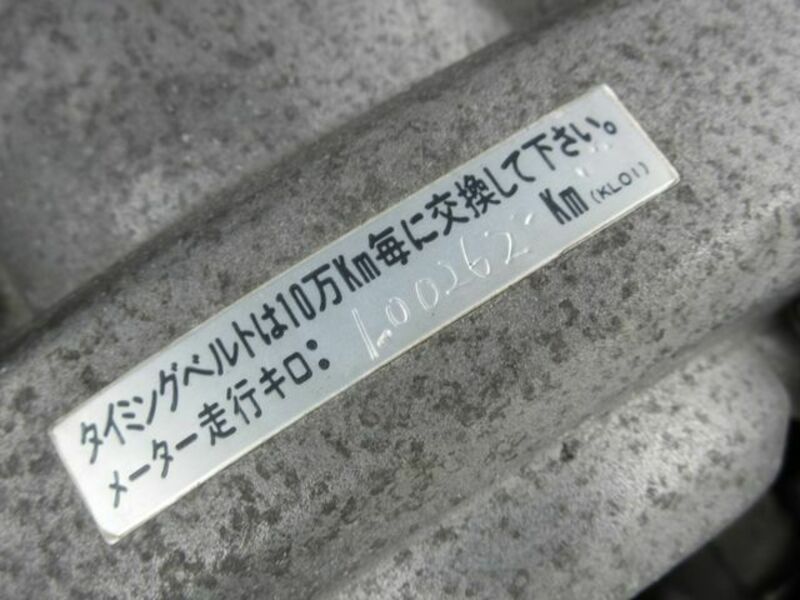 タイミングベルトは10万Km毎に交換して下さい。
メーター走行キロ: 100262 Km (KL01)